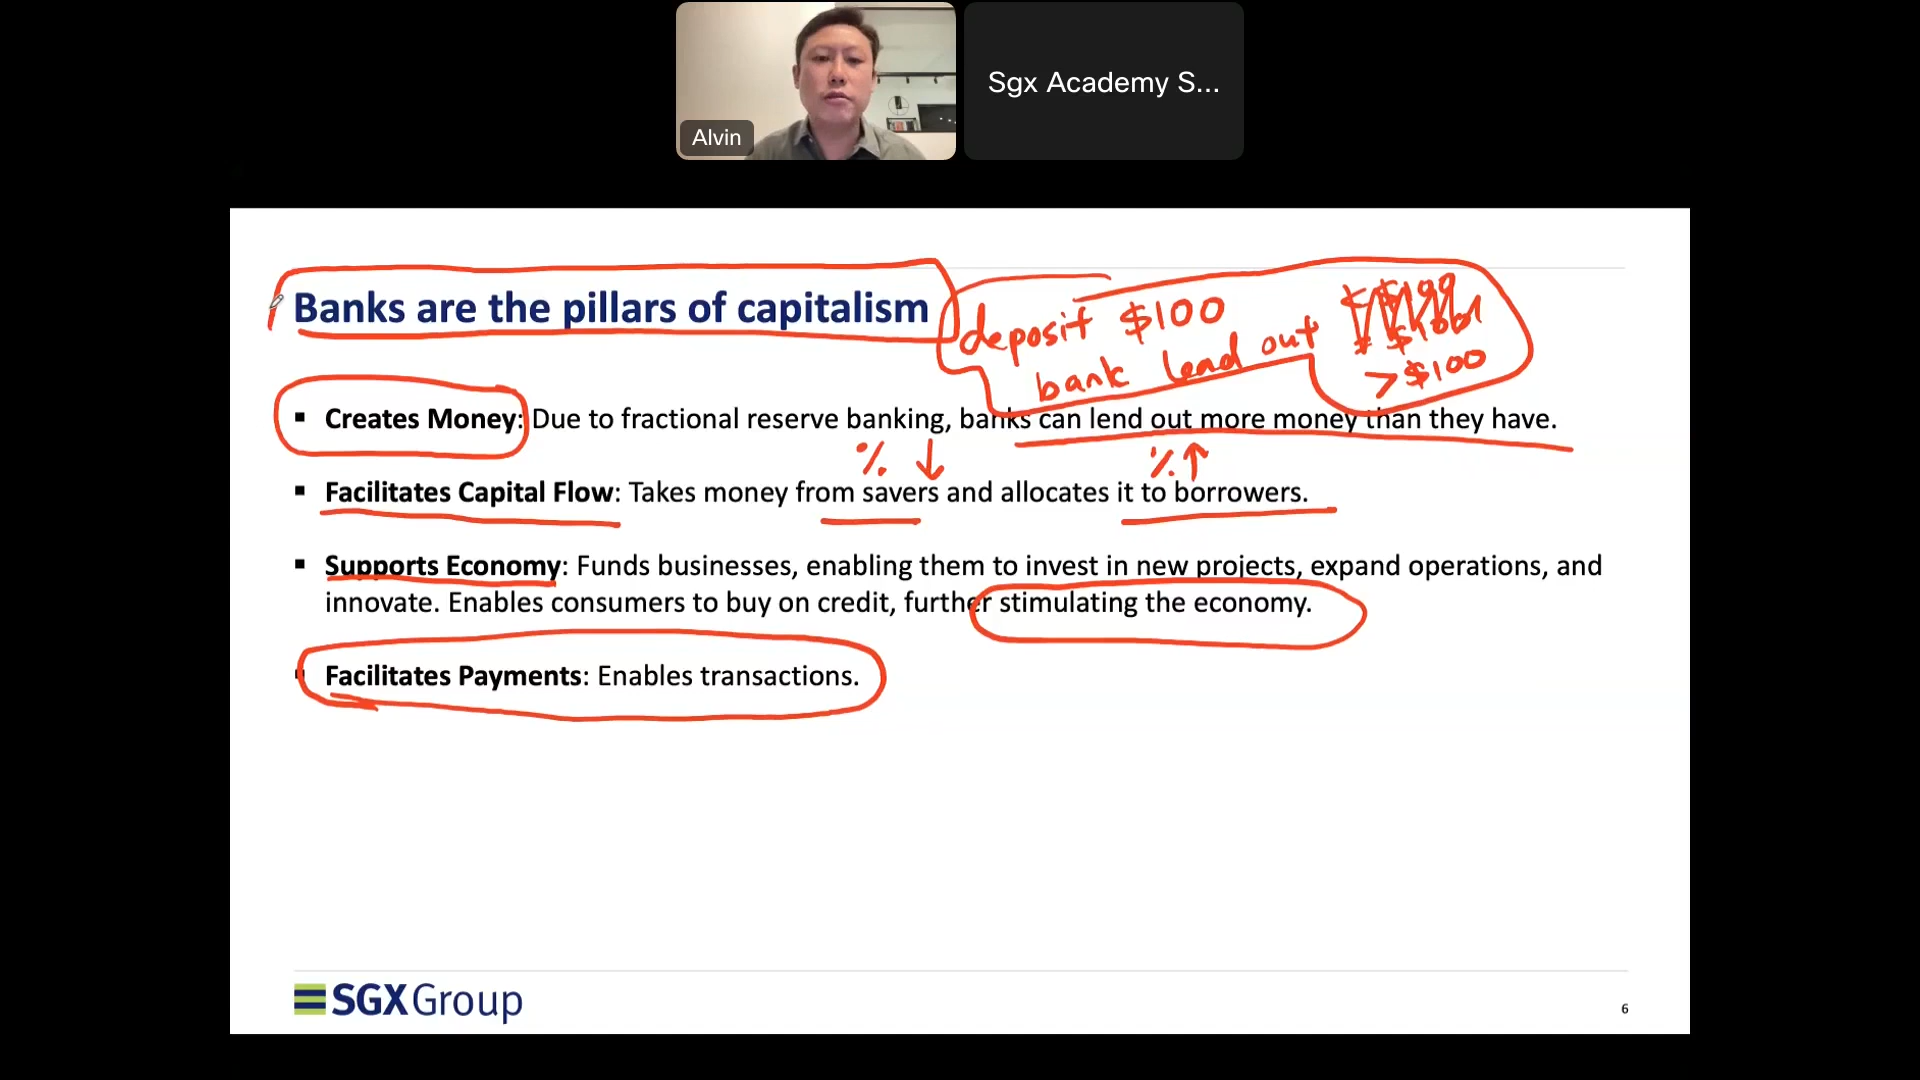 Alvin
Sgx Academy S...
Banks are the pillars of capitalism
deposit $100
bank lend out
> $100
▪ Creates Money: Due to fractional reserve banking, banks can lend out more money than they have.
% ↓ % ↑
▪ Facilitates Capital Flow: Takes money from savers and allocates it to borrowers.
▪ Supports Economy: Funds businesses, enabling them to invest in new projects, expand operations, and
innovate. Enables consumers to buy on credit, further stimulating the economy.
▪ Facilitates Payments: Enables transactions.
SGX Group
6